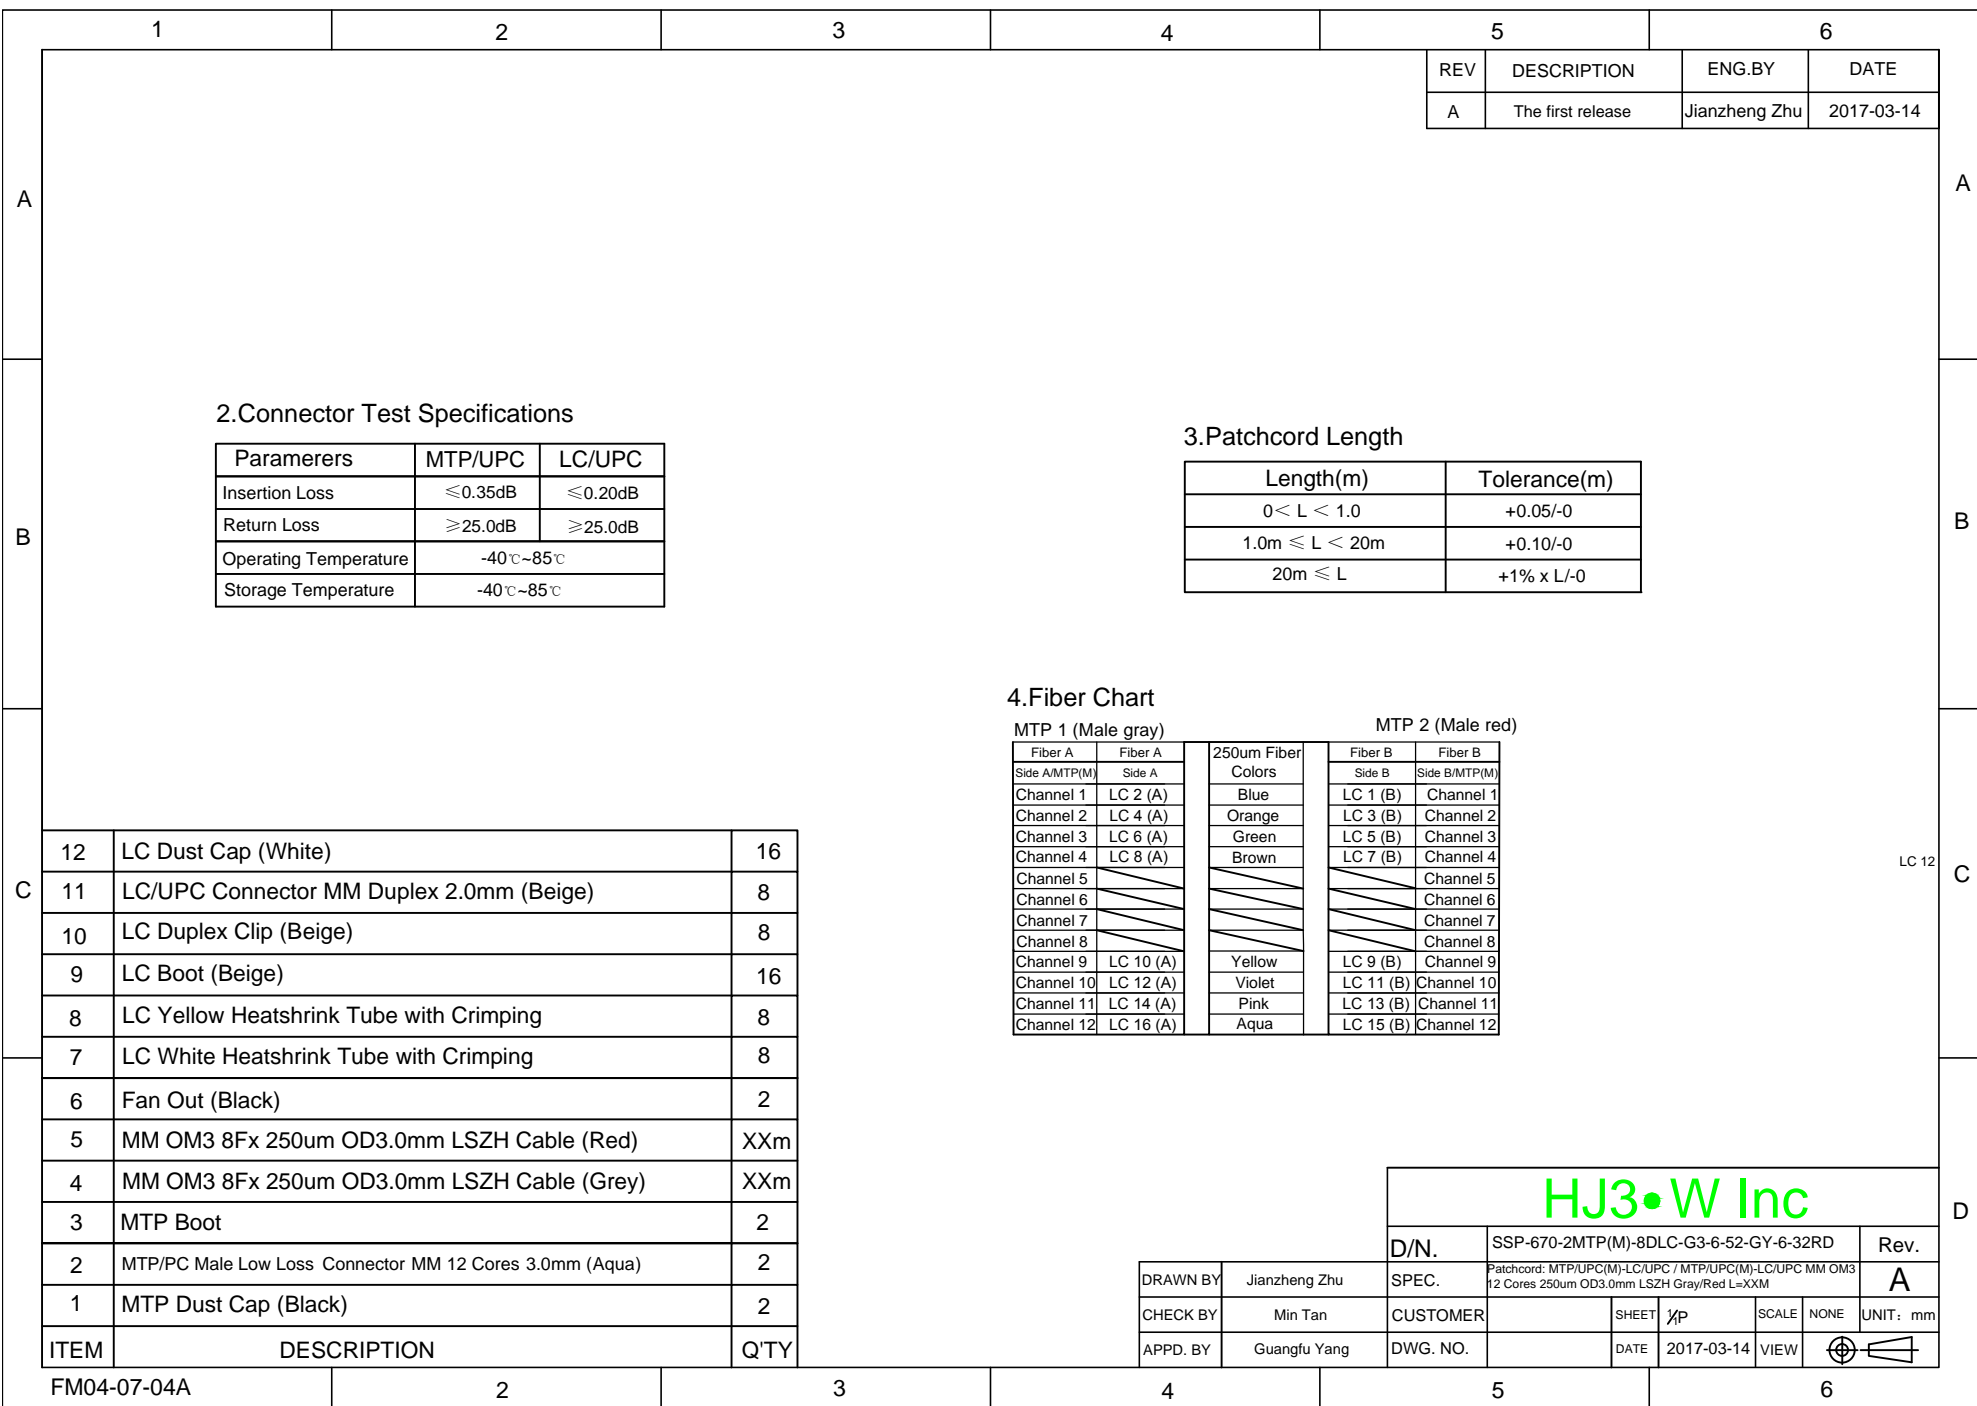 1 2 3 4 5 6
REV DESCRIPTION ENG.BY DATE
A The first release Jianzheng Zhu 2017-03-14
A A
2.Connector Test Specifications
Paramerers MTP/UPC LC/UPC
Insertion Loss ≤0.35dB ≤0.20dB
Return Loss ≥25.0dB ≥25.0dB
Operating Temperature -40℃~85℃
Storage Temperature -40℃~85℃
3.Patchcord Length
Length(m) Tolerance(m)
0< L < 1.0 +0.05/-0
1.0m ≤ L < 20m +0.10/-0
20m ≤ L +1% x L/-0
B B
4.Fiber Chart
MTP 1 (Male gray) MTP 2 (Male red)
Fiber A Fiber A 250um Fiber Fiber B Fiber B
Side A/MTP(M) Side A Colors Side B Side B/MTP(M)
Channel 1 LC 2 (A) Blue LC 1 (B) Channel 1
Channel 2 LC 4 (A) Orange LC 3 (B) Channel 2
Channel 3 LC 6 (A) Green LC 5 (B) Channel 3
Channel 4 LC 8 (A) Brown LC 7 (B) Channel 4
Channel 5 Channel 5
Channel 6 Channel 6
Channel 7 Channel 7
Channel 8 Channel 8
Channel 9 LC 10 (A) Yellow LC 9 (B) Channel 9
Channel 10 LC 12 (A) Violet LC 11 (B) Channel 10
Channel 11 LC 14 (A) Pink LC 13 (B) Channel 11
Channel 12 LC 16 (A) Aqua LC 15 (B) Channel 12
LC 12
C C
12 LC Dust Cap (White) 16
11 LC/UPC Connector MM Duplex 2.0mm (Beige) 8
10 LC Duplex Clip (Beige) 8
9 LC Boot (Beige) 16
8 LC Yellow Heatshrink Tube with Crimping 8
7 LC White Heatshrink Tube with Crimping 8
6 Fan Out (Black) 2
5 MM OM3 8Fx 250um OD3.0mm LSZH Cable (Red) XXm
4 MM OM3 8Fx 250um OD3.0mm LSZH Cable (Grey) XXm
3 MTP Boot 2
2 MTP/PC Male Low Loss Connector MM 12 Cores 3.0mm (Aqua) 2
1 MTP Dust Cap (Black) 2
ITEM DESCRIPTION Q'TY
D
HJ3•W Inc
D/N. SSP-670-2MTP(M)-8DLC-G3-6-52-GY-6-32RD Rev.
DRAWN BY Jianzheng Zhu SPEC. Patchcord: MTP/UPC(M)-LC/UPC / MTP/UPC(M)-LC/UPC MM OM3 A
12 Cores 250um OD3.0mm LSZH Gray/Red L=XXM
CHECK BY Min Tan CUSTOMER SHEET 1/1P SCALE NONE UNIT: mm
APPD. BY Guangfu Yang DWG. NO. DATE 2017-03-14 VIEW
FM04-07-04A 2 3 4 5 6